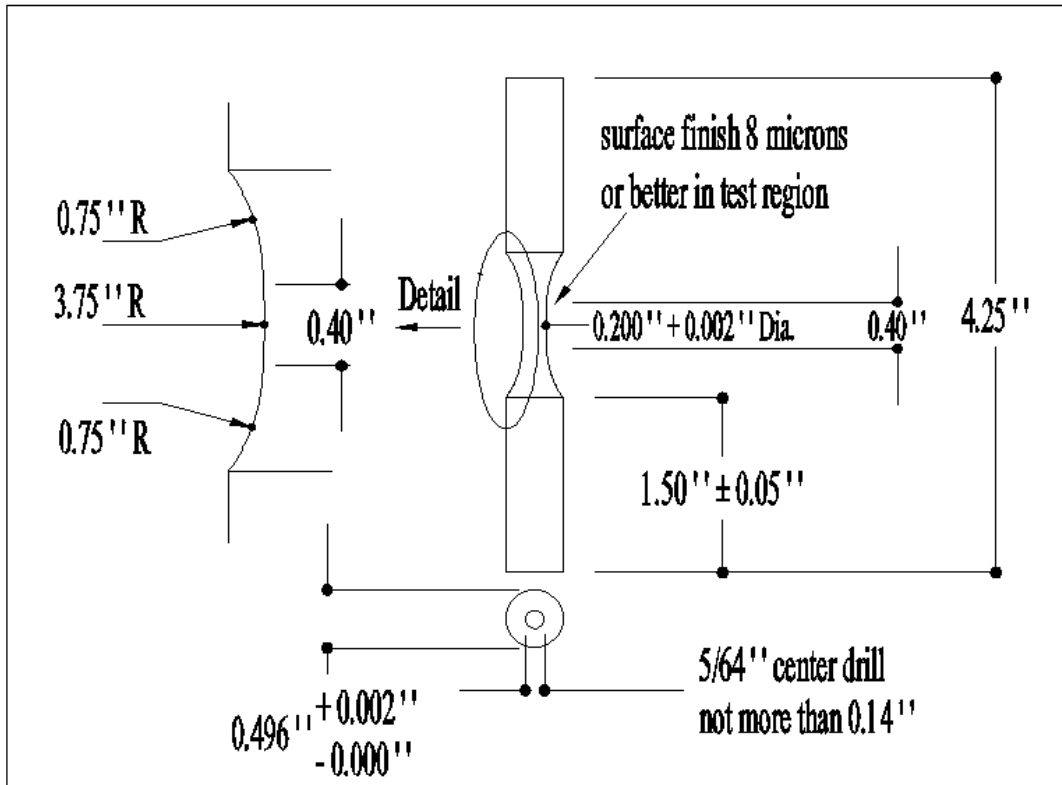 surface finish 8 microns
or better in test region
0.75'' R
3.75'' R
0.40''
Detail
0.200'' + 0.002'' Dia.
0.40''
4.25''
0.75'' R
1.50'' ± 0.05''
5/64'' center drill
not more than 0.14''
+ 0.002''
0.496''
- 0.000''